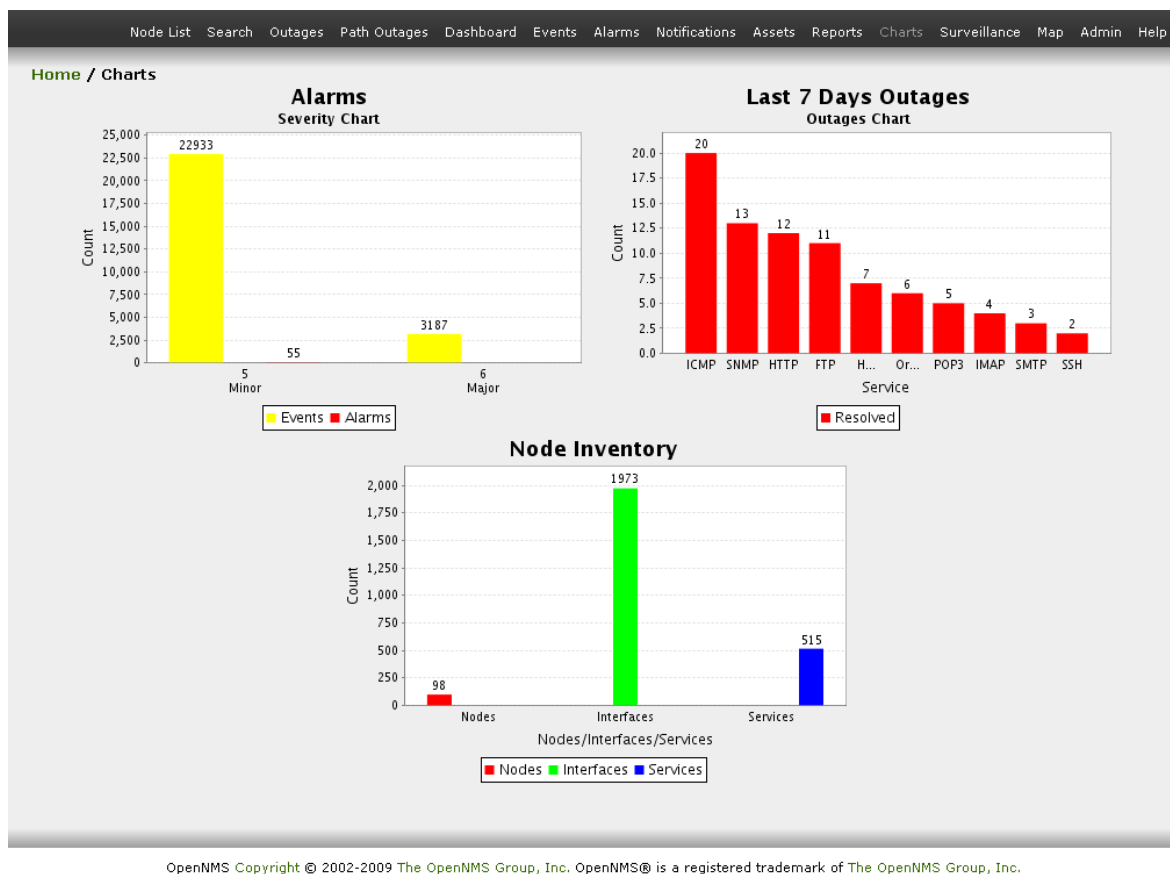 Node List Search Outages Path Outages Dashboard Events Alarms Notifications Assets Reports Charts Surveillance Map Admin Help
Home / Charts
Alarms
Severity Chart
25,000
22,500
20,000
17,500
15,000
12,500
10,000
7,500
5,000
2,500
0
Count
22933
55
3187
5
Minor
6
Major
Events Alarms
Last 7 Days Outages
Outages Chart
20.0
17.5
15.0
12.5
10.0
7.5
5.0
2.5
0.0
Count
20
13
12
11
7
6
5
4
3
2
ICMP SNMP HTTP FTP H... Or... POP3 IMAP SMTP SSH
Service
Resolved
Node Inventory
2,000
1,750
1,500
1,250
1,000
750
500
250
0
Count
98
1973
515
Nodes Interfaces Services
Nodes/Interfaces/Services
Nodes Interfaces Services
OpenNMS Copyright © 2002-2009 The OpenNMS Group, Inc. OpenNMS® is a registered trademark of The OpenNMS Group, Inc.